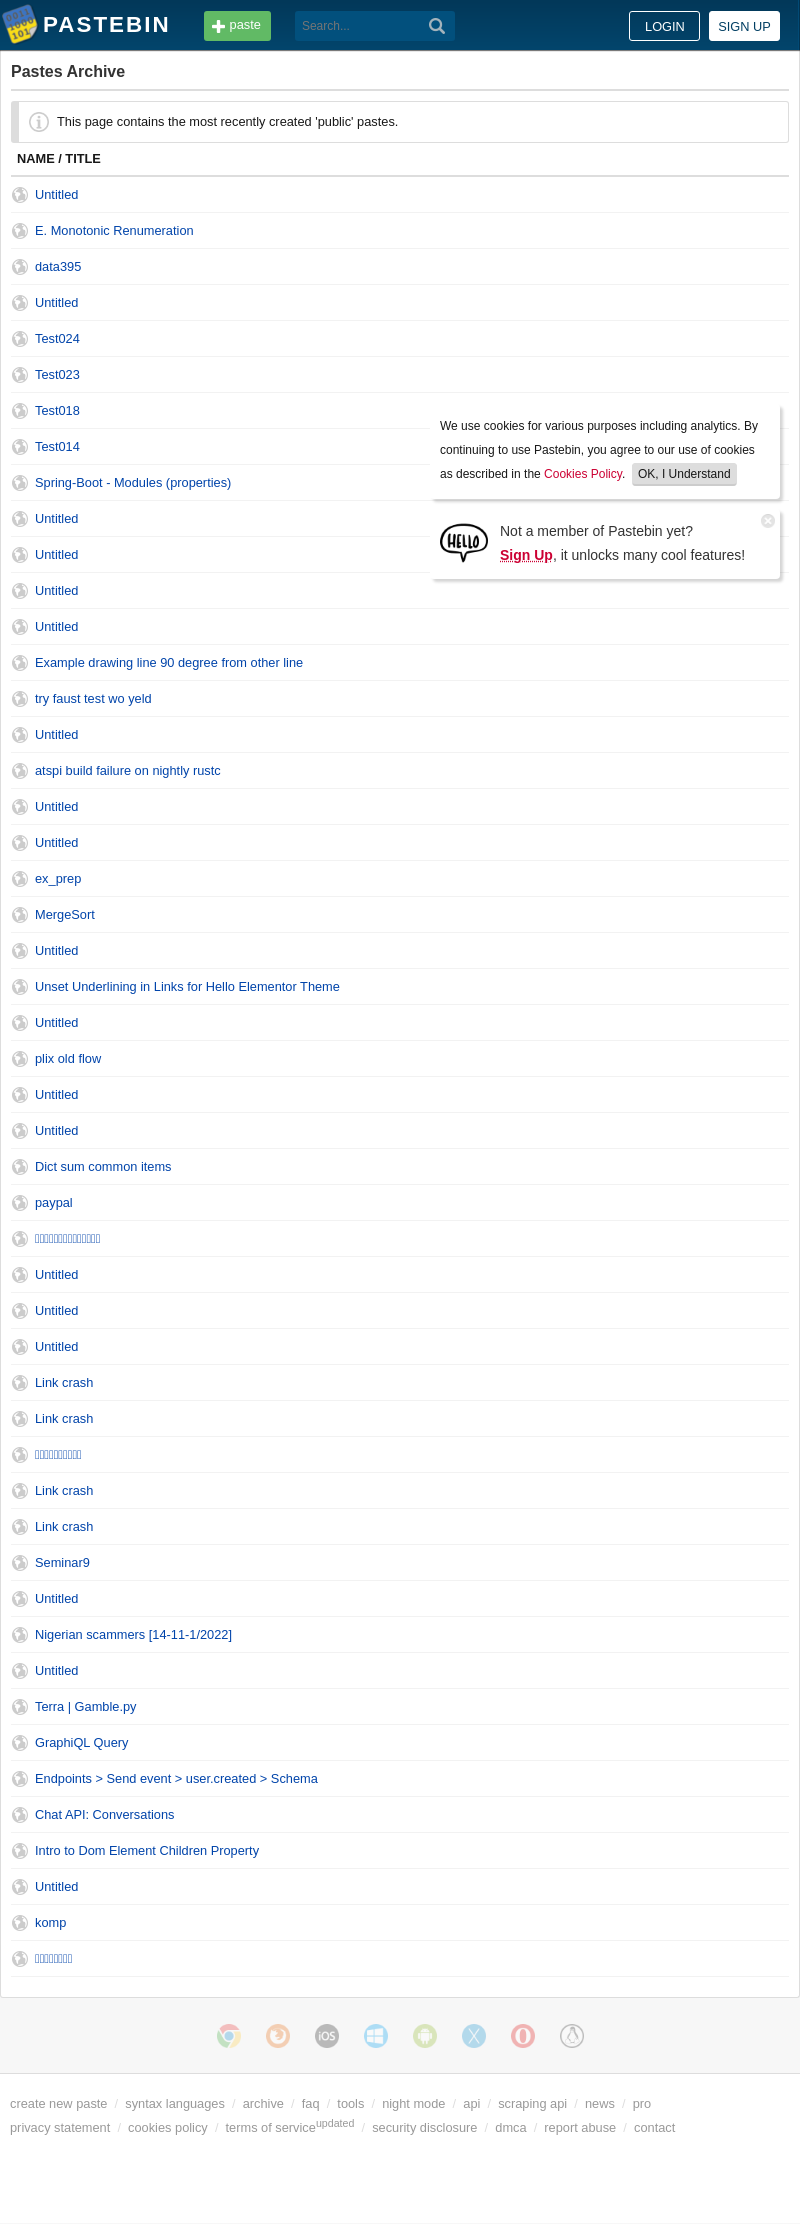 PASTEBIN
paste
Search...
LOGIN
SIGN UP
Pastes Archive
This page contains the most recently created 'public' pastes.
NAME / TITLE
Untitled
E. Monotonic Renumeration
data395
Untitled
Test024
Test023
Test018
Test014
Spring-Boot - Modules (properties)
Untitled
Untitled
Untitled
Untitled
We use cookies for various purposes including analytics. By
continuing to use Pastebin, you agree to our use of cookies
as described in the Cookies Policy. OK, I Understand
HELLO
Not a member of Pastebin yet?
Sign Up, it unlocks many cool features!
Example drawing line 90 degree from other line
try faust test wo yeld
Untitled
atspi build failure on nightly rustc
Untitled
Untitled
ex_prep
MergeSort
Untitled
Unset Underlining in Links for Hello Elementor Theme
Untitled
plix old flow
Untitled
Untitled
Dict sum common items
paypal
Untitled
Untitled
Untitled
Link crash
Link crash
Link crash
Link crash
Seminar9
Untitled
Nigerian scammers [14-11-1/2022]
Untitled
Terra | Gamble.py
GraphiQL Query
Endpoints > Send event > user.created > Schema
Chat API: Conversations
Intro to Dom Element Children Property
Untitled
komp
iOS
create new paste / syntax languages / archive / faq / tools / night mode / api / scraping api / news / pro
privacy statement / cookies policy / terms of service updated / security disclosure / dmca / report abuse / contact